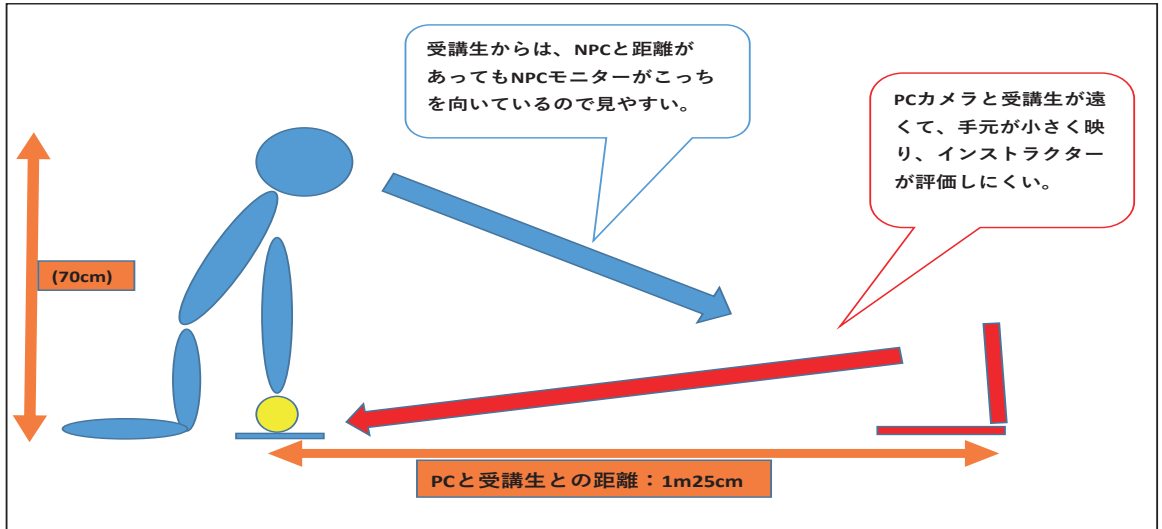 受講生からは、NPCと距離が
あってもNPCモニターがこっち
を向いているので見やすい。
PCカメラと受講生が遠
くて、手元が小さく映
り、インストラクター
が評価しにくい。
(70cm)
PCと受講生との距離：1m25cm